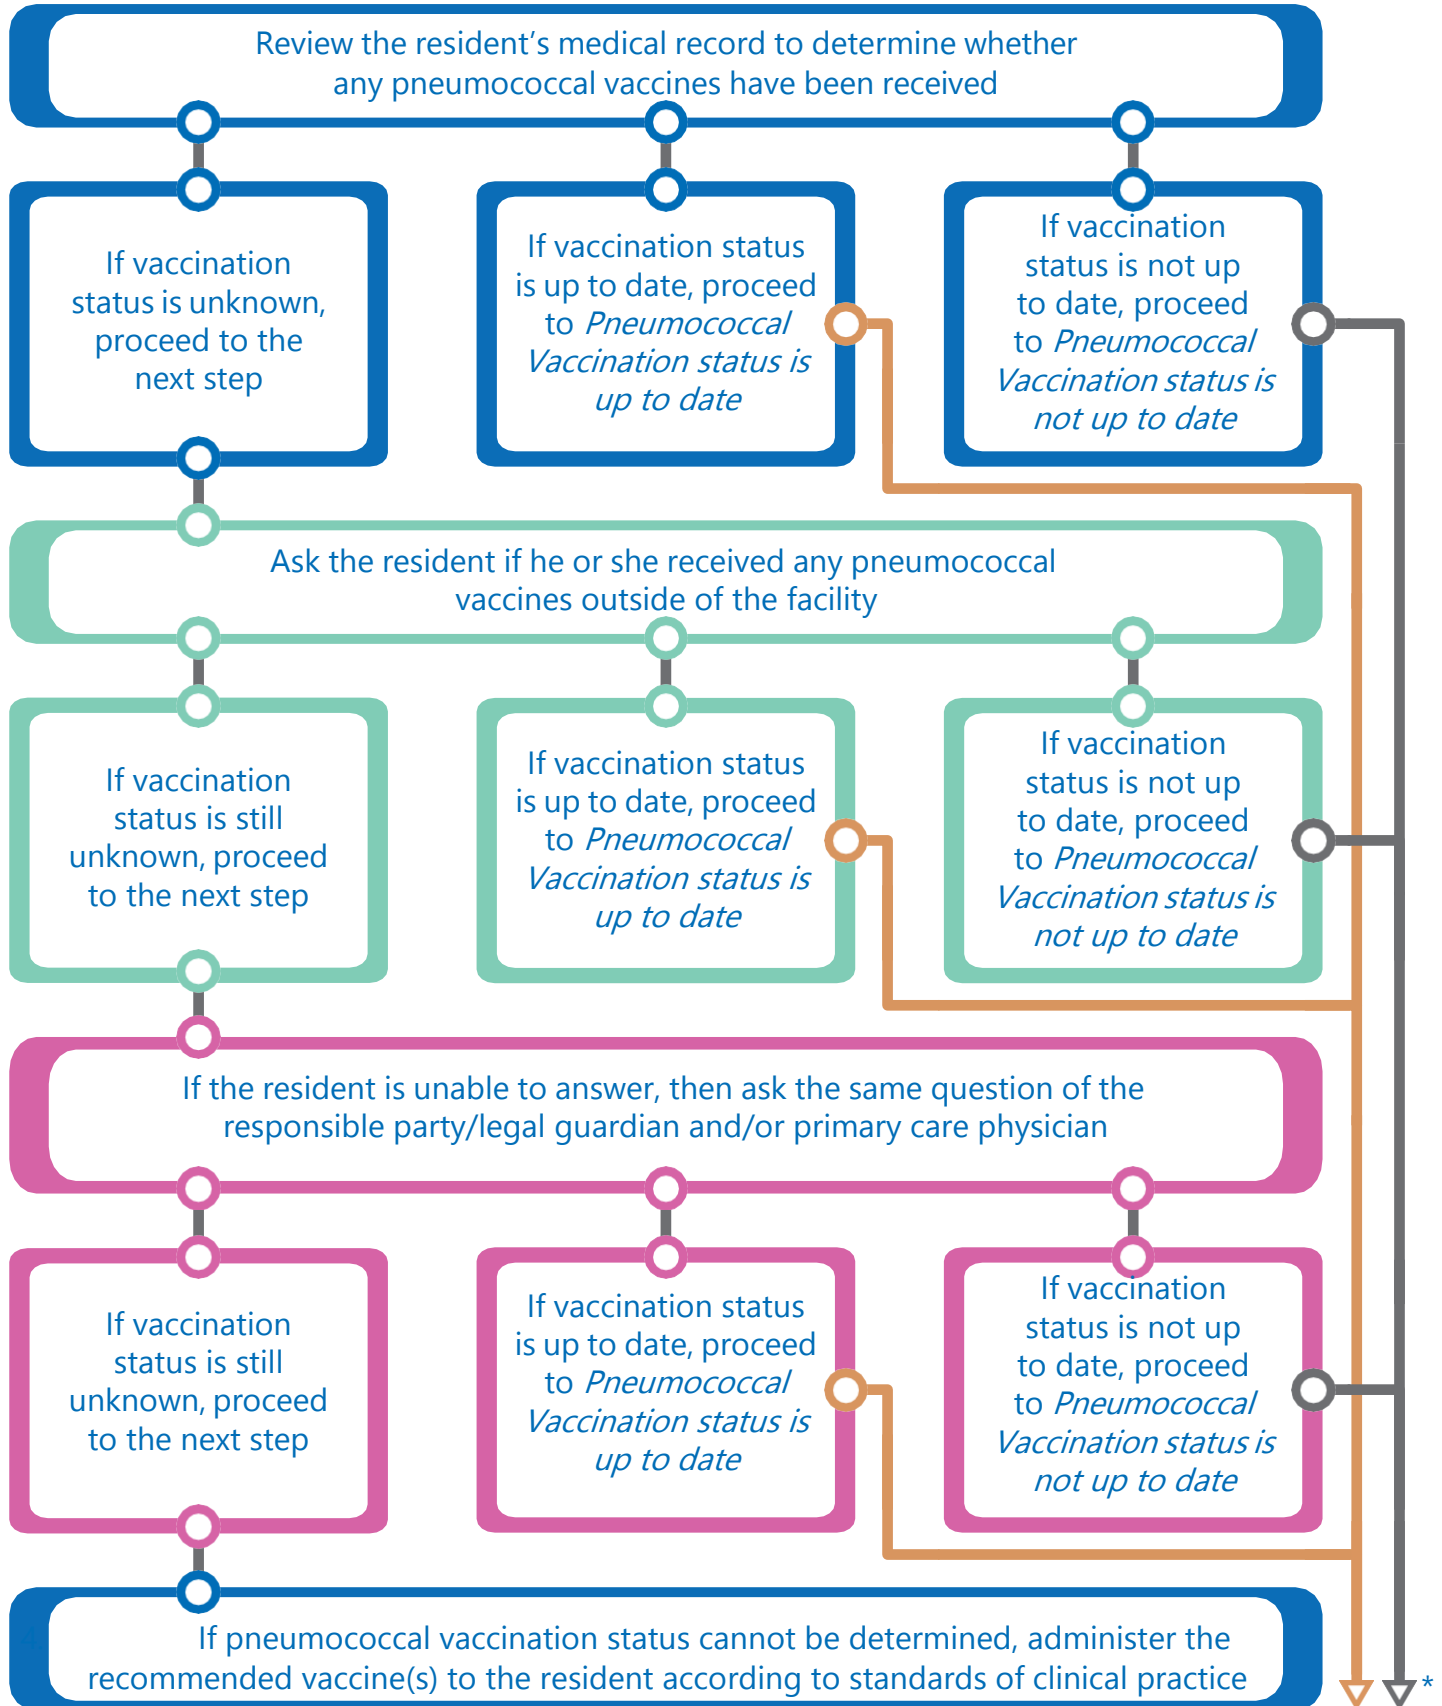 Review the resident's medical record to determine whether
any pneumococcal vaccines have been received
If vaccination
status is unknown,
proceed to the
next step
If vaccination status
is up to date, proceed
to Pneumococcal
Vaccination status is
up to date
If vaccination
status is not up
to date, proceed
to Pneumococcal
Vaccination status is
not up to date
Ask the resident if he or she received any pneumococcal
vaccines outside of the facility
If vaccination
status is still
unknown, proceed
to the next step
If vaccination status
is up to date, proceed
to Pneumococcal
Vaccination status is
up to date
If vaccination
status is not up
to date, proceed
to Pneumococcal
Vaccination status is
not up to date
If the resident is unable to answer, then ask the same question of the
responsible party/legal guardian and/or primary care physician
If vaccination
status is still
unknown, proceed
to the next step
If vaccination status
is up to date, proceed
to Pneumococcal
Vaccination status is
up to date
If vaccination
status is not up
to date, proceed
to Pneumococcal
Vaccination status is
not up to date
4
If pneumococcal vaccination status cannot be determined, administer the
recommended vaccine(s) to the resident according to standards of clinical practice
*